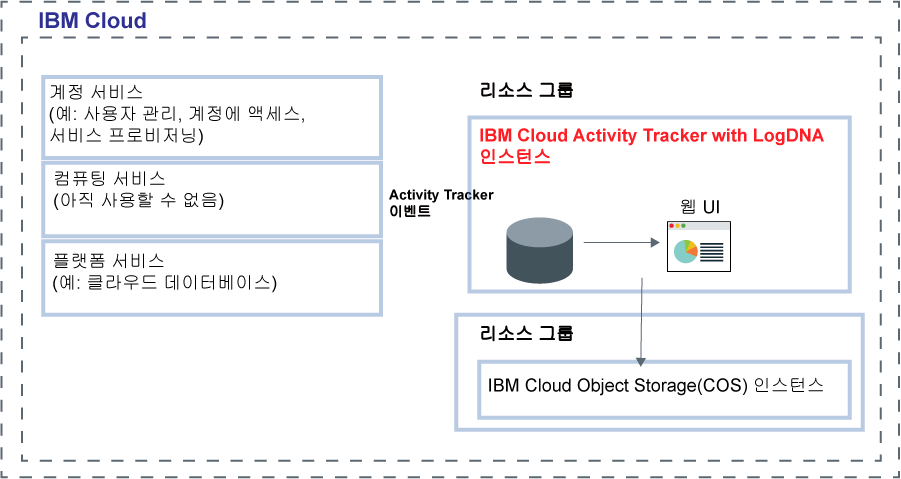 IBM Cloud
계정 서비스
(예: 사용자 관리, 계정에 액세스,
서비스 프로비저닝)
컴퓨팅 서비스
(아직 사용할 수 없음)
플랫폼 서비스
(예: 클라우드 데이터베이스)
Activity Tracker
이벤트
리소스 그룹
IBM Cloud Activity Tracker with LogDNA
인스턴스
웹 UI
리소스 그룹
IBM Cloud Object Storage(COS) 인스턴스